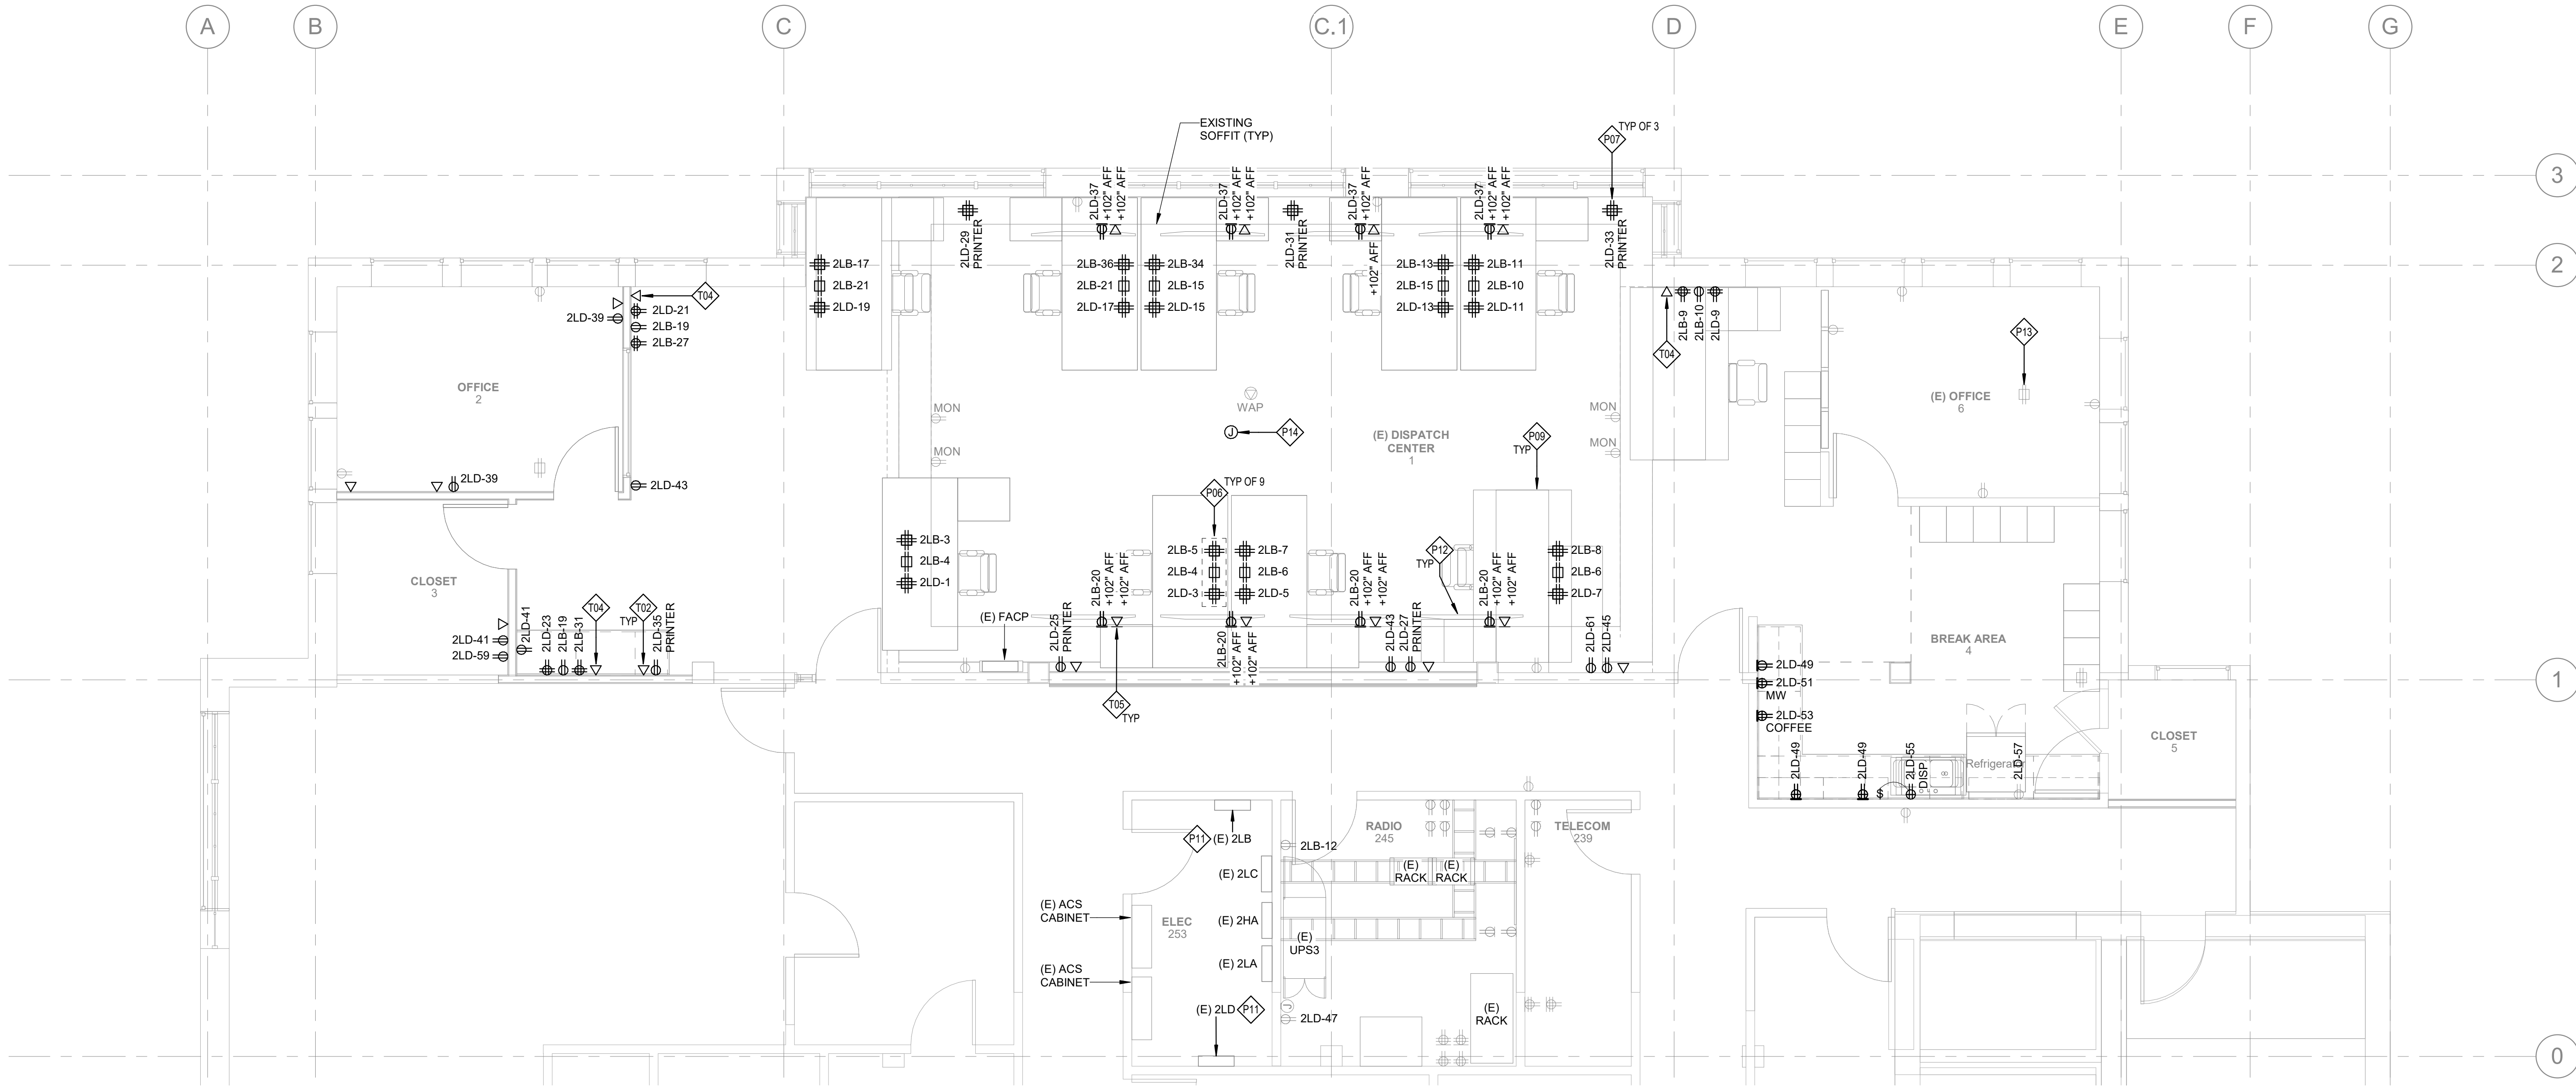 A
B
C
C.1
D
E
F
G
3
2
1
0
EXISTING
SOFFIT (TYP)
P07
TYP OF 3
2LD-29
PRINTER
2LD-37
+102" AFF
+102" AFF
2LD-37
+102" AFF
+102" AFF
2LD-31
PRINTER
2LD-37
+102" AFF
+102" AFF
2LD-37
+102" AFF
+102" AFF
2LD-33
PRINTER
2LB-17
2LB-21
2LD-19
2LB-36
2LB-21
2LD-17
2LB-34
2LB-15
2LD-15
2LB-13
2LB-15
2LD-13
2LB-11
2LB-10
2LD-11
T04
2LD-39
2LD-21
2LB-19
2LB-27
OFFICE
2
2LD-39
2LD-43
T04
2LB-9
2LB-10
2LD-9
P13
(E) OFFICE
6
MON
MON
WAP
J
P14
(E) DISPATCH
CENTER
1
MON
MON
P09
TYP
P06
TYP OF 9
2LB-3
2LB-4
2LD-1
2LB-5
2LB-4
2LD-3
2LB-7
2LB-6
2LD-5
P12
TYP
2LB-8
2LB-6
2LD-7
CLOSET
3
2LD-41
2LD-59
2LD-41
2LD-23
2LB-19
2LB-31
T04
T02
TYP
2LD-35
PRINTER
(E) FACP
2LD-25
PRINTER
2LB-20
+102" AFF
+102" AFF
T05
TYP
2LB-20
+102" AFF
+102" AFF
2LB-20
+102" AFF
+102" AFF
2LD-43
2LD-27
PRINTER
2LB-20
+102" AFF
+102" AFF
2LD-61
2LD-45
BREAK AREA
4
2LD-49
2LD-51
MW
2LD-53
COFFEE
2LD-49
2LD-49
$
2LD-55
DISP
Refrigerator
2LD-57
CLOSET
5
P11
(E) 2LB
2LB-12
RADIO
245
TELECOM
239
(E) 2LC
(E)
RACK
(E)
RACK
(E) ACS
CABINET
ELEC
253
(E) 2HA
(E)
UPS3
(E) 2LA
(E) ACS
CABINET
(E) 2LD
P11
J
2LD-47
(E)
RACK